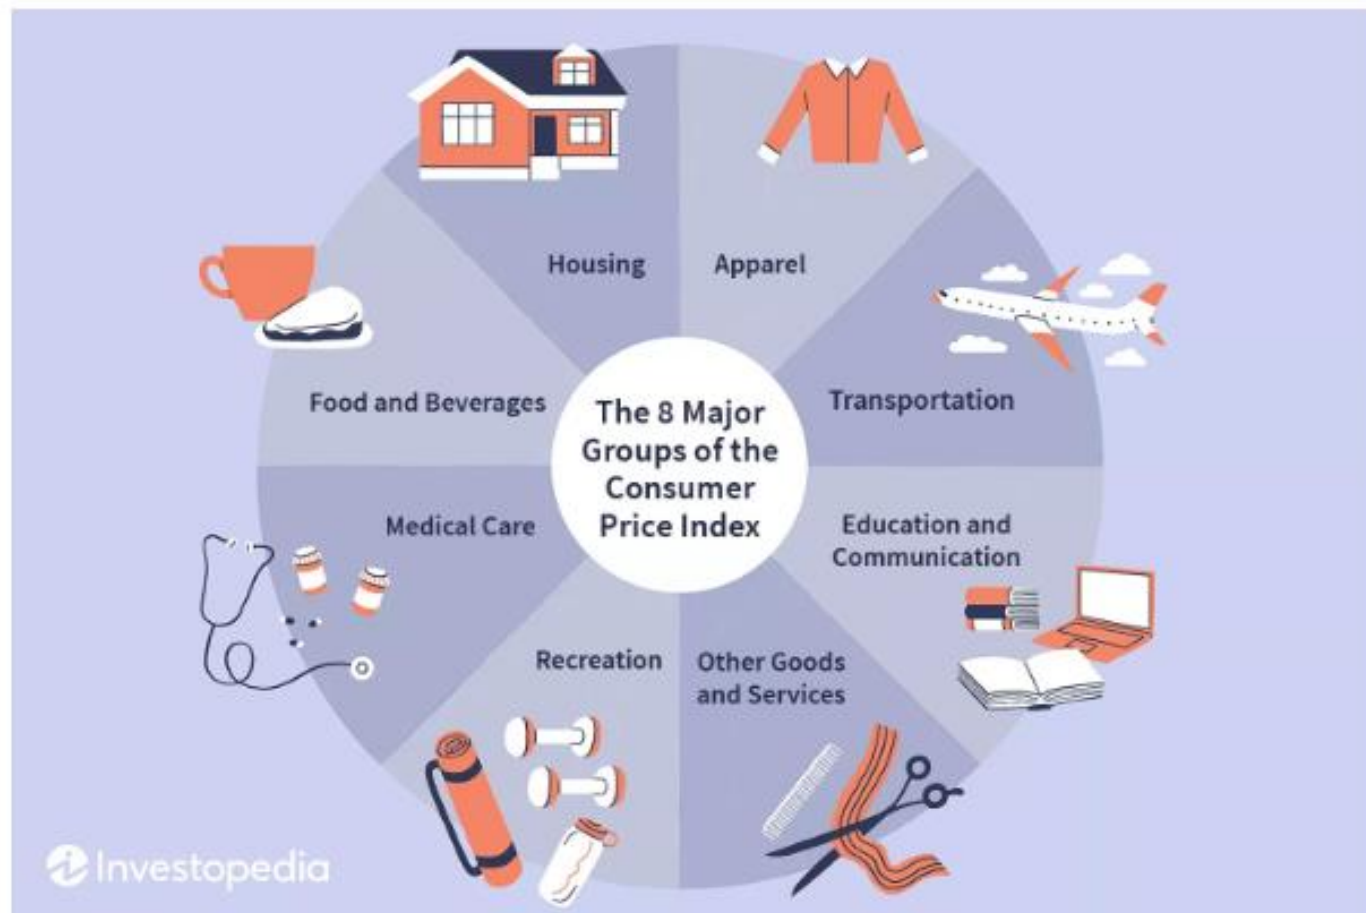 Housing
Apparel
Food and Beverages
Transportation
The 8 Major
Groups of the
Consumer
Price Index
Medical Care
Education and
Communication
Recreation
Other Goods
and Services
Investopedia